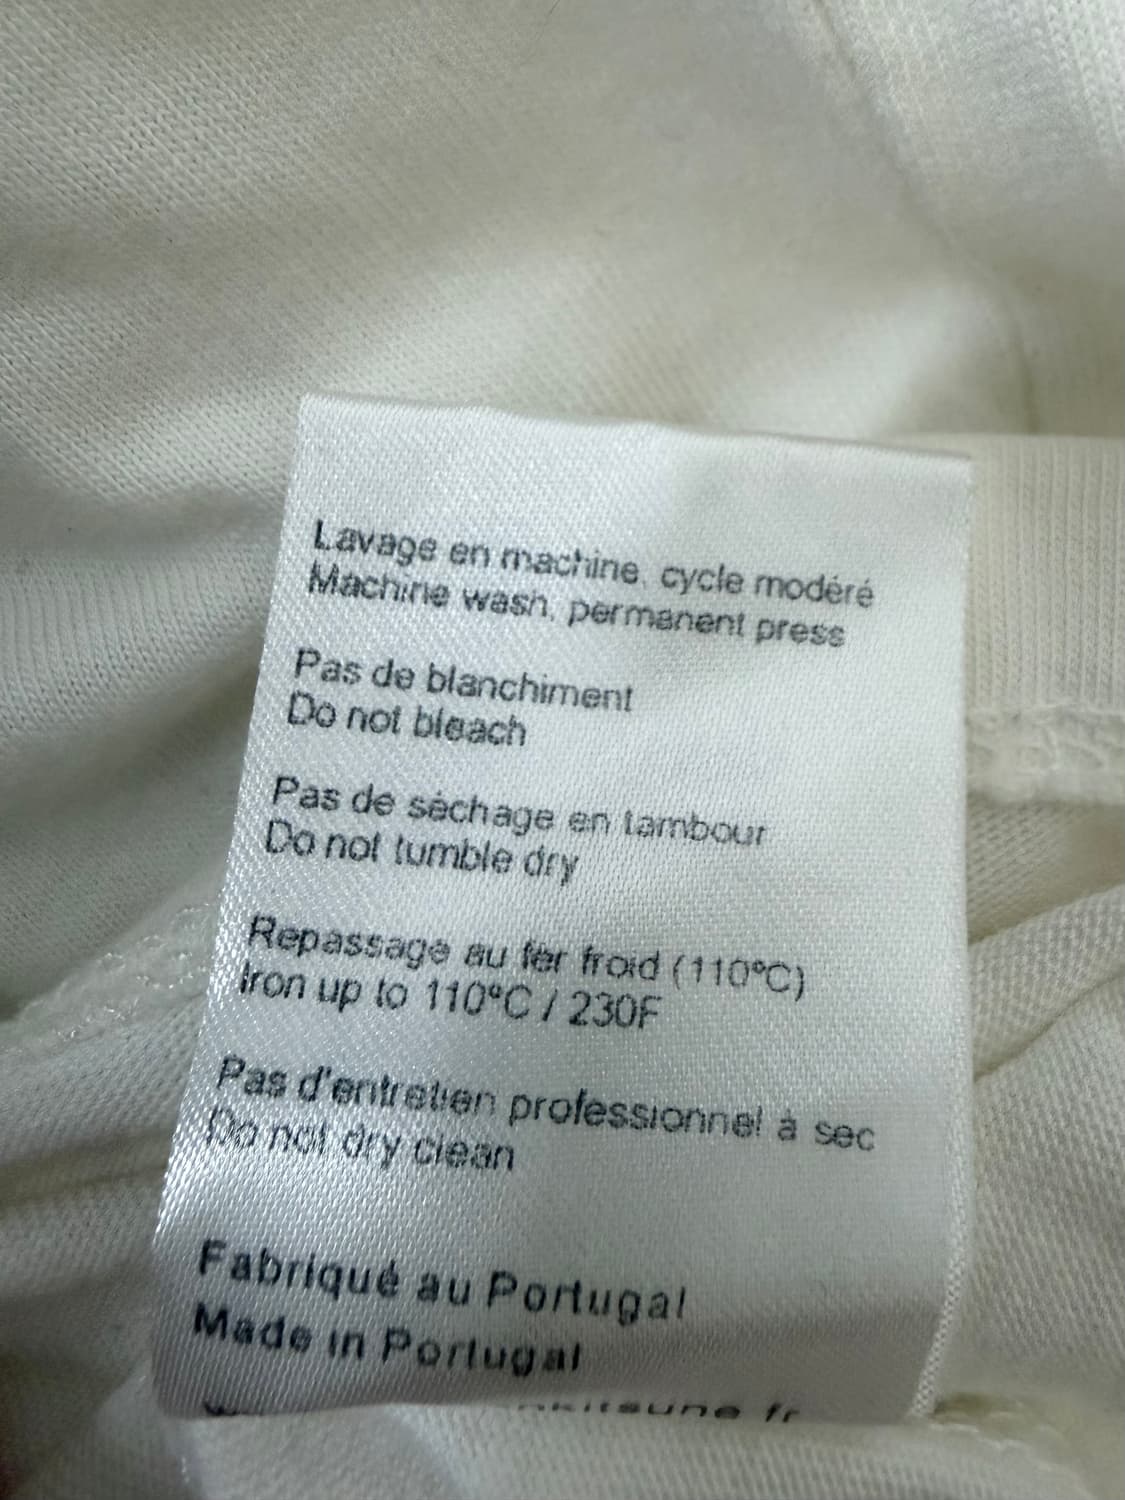 Lavage en machine, cycle modéré
Machine wash, permanent press
Pas de blanchiment
Do not bleach
Pas de séchage en tambour
Do not tumble dry
Repassage au fer froid (110ºC)
Iron up to 110ºC / 230F
Pas d'entretien professionnel à sec
Do not dry clean
Fabriqué au Portugal
Made in Portugal